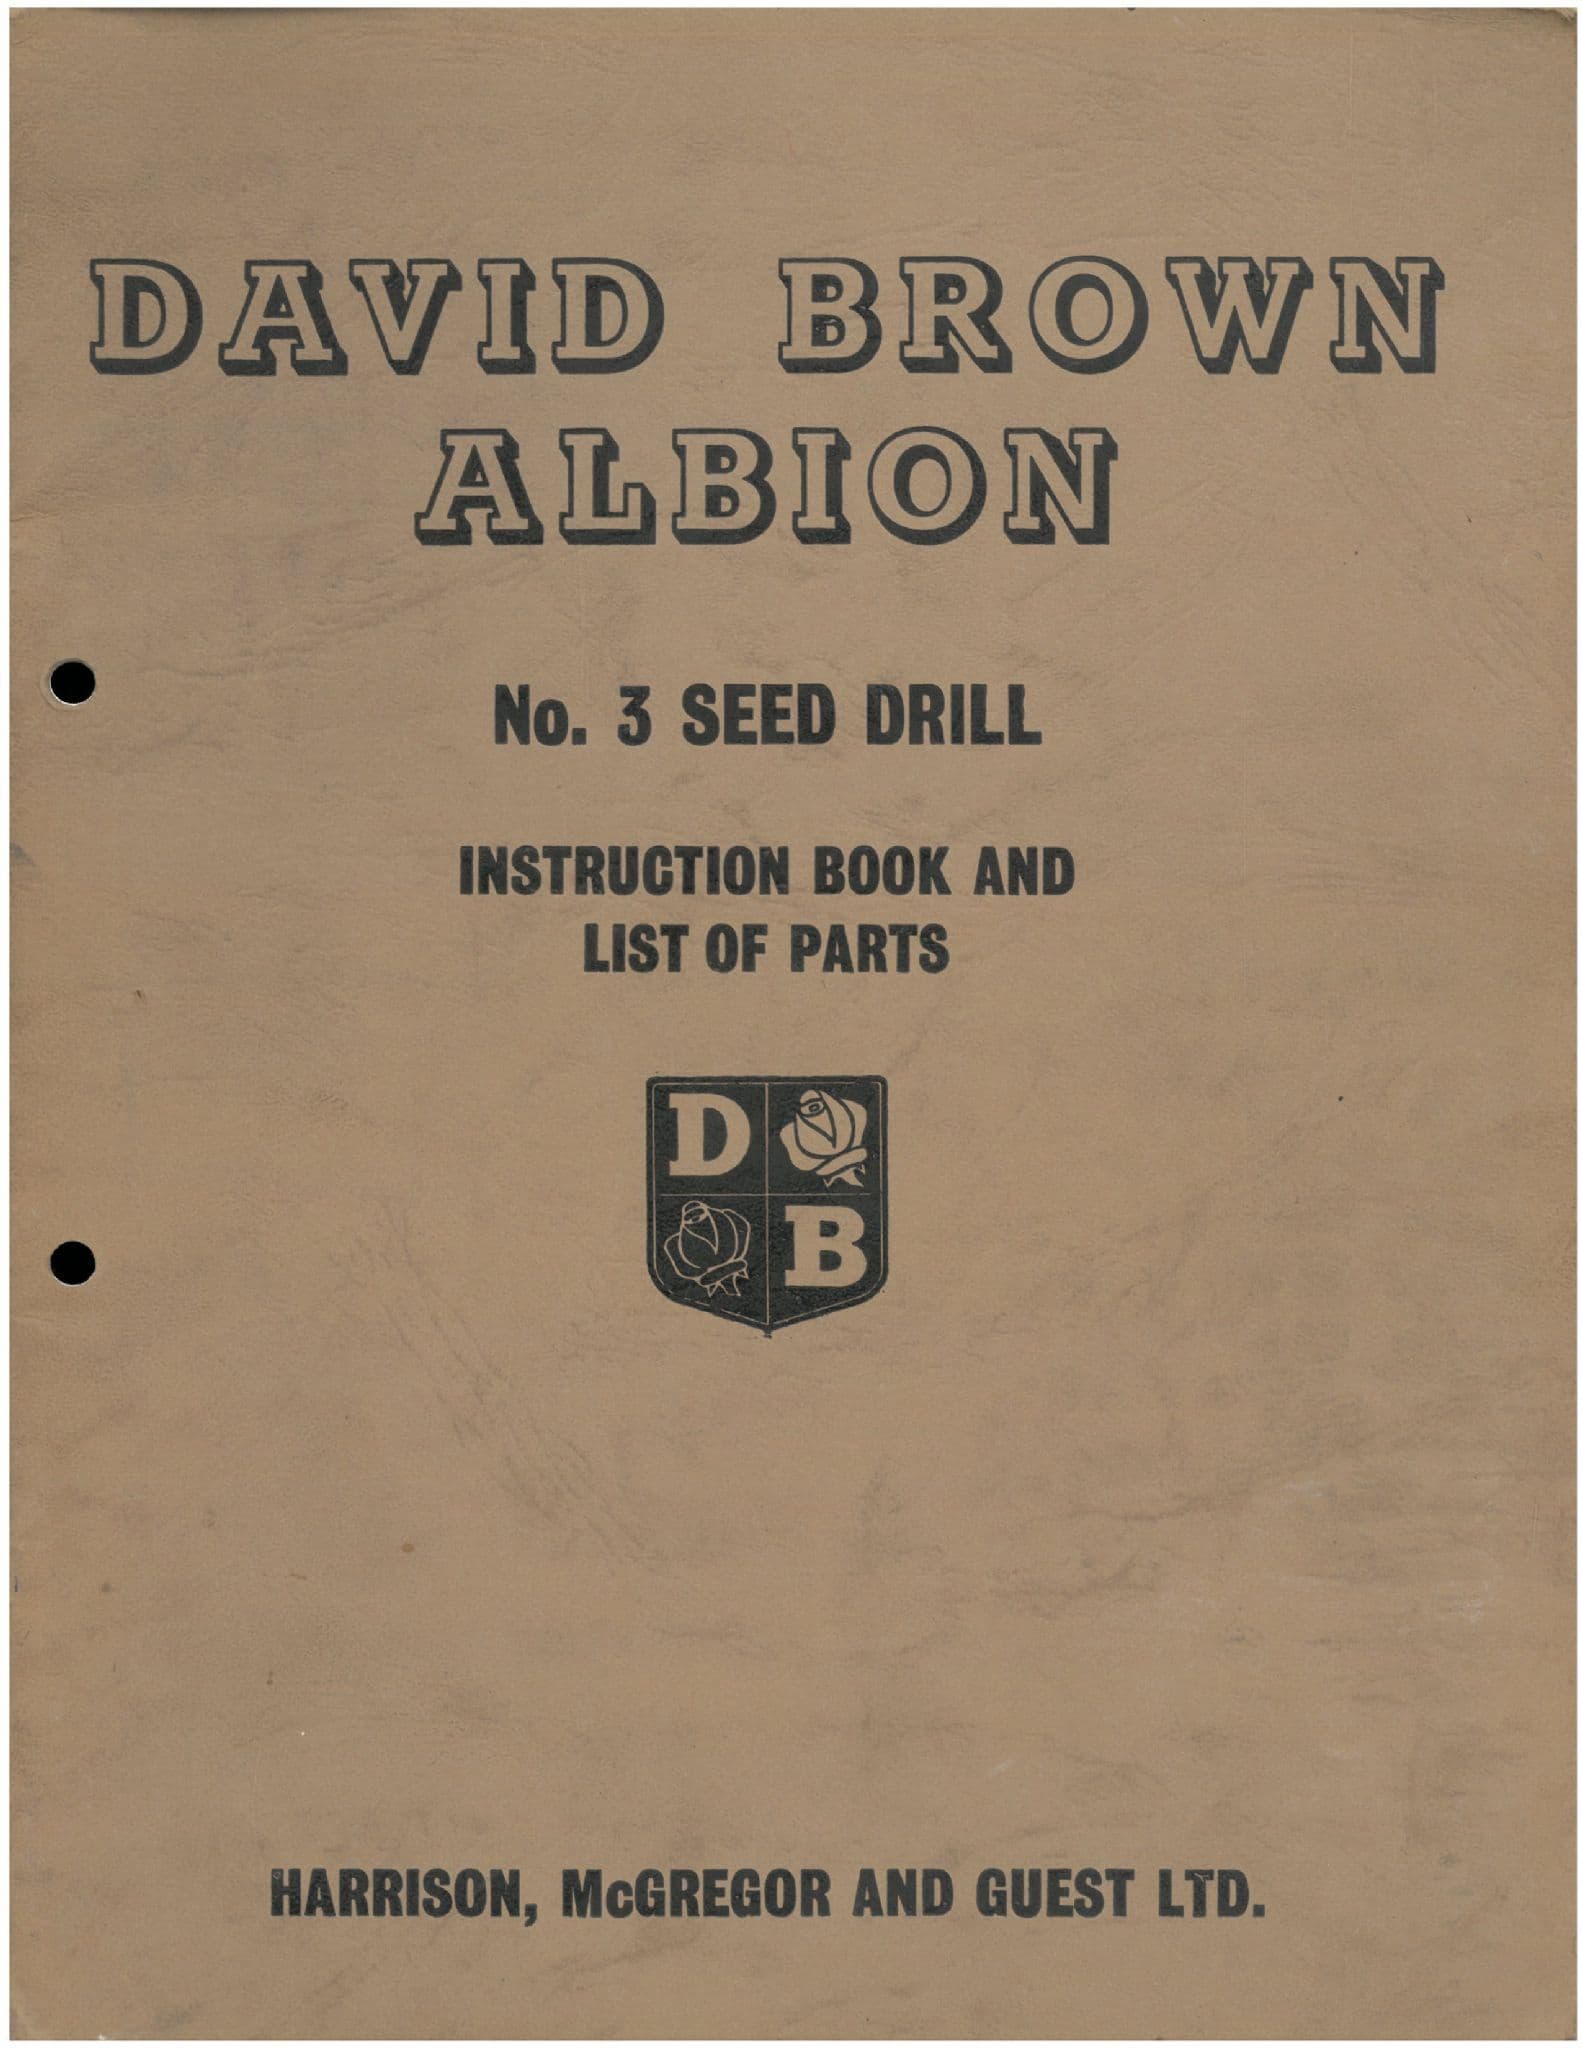 DAVID BROWN
ALBION
No. 3 SEED DRILL
INSTRUCTION BOOK AND
LIST OF PARTS
D
B
HARRISON, McGREGOR AND GUEST LTD.